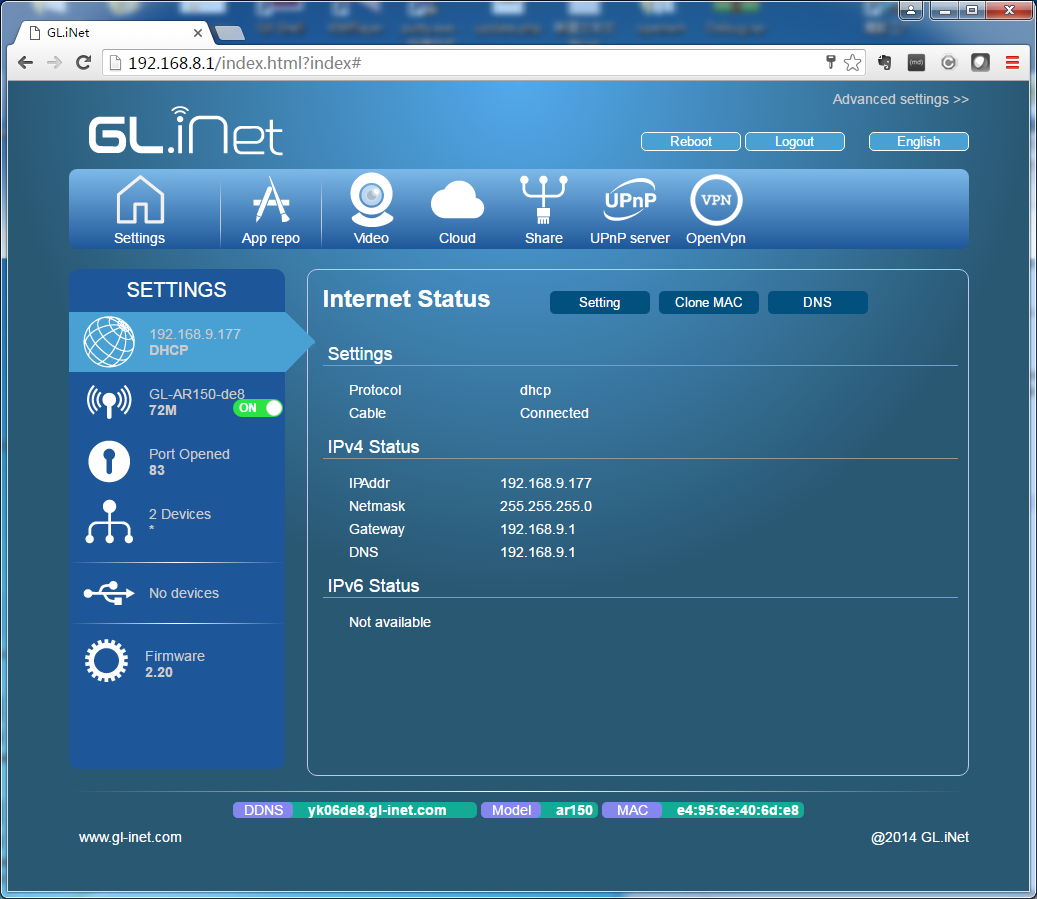 GL.iNet
192.168.8.1/index.html?index#
Advanced settings >>
GL.iNet
Reboot
Logout
English
Settings
App repo
Video
Cloud
Share
UPnP
UPnP server
VPN
OpenVpn
SETTINGS
192.168.9.177
DHCP
GL-AR150-de8
72M
ON
Port Opened
83
2 Devices
*
No devices
Firmware
2.20
Internet Status
Setting
Clone MAC
DNS
Settings
Protocol dhcp
Cable Connected
IPv4 Status
IPAddr 192.168.9.177
Netmask 255.255.255.0
Gateway 192.168.9.1
DNS 192.168.9.1
IPv6 Status
Not available
DDNS yk06de8.gl-inet.com Model ar150 MAC e4:95:6e:40:6d:e8
www.gl-inet.com
@2014 GL.iNet